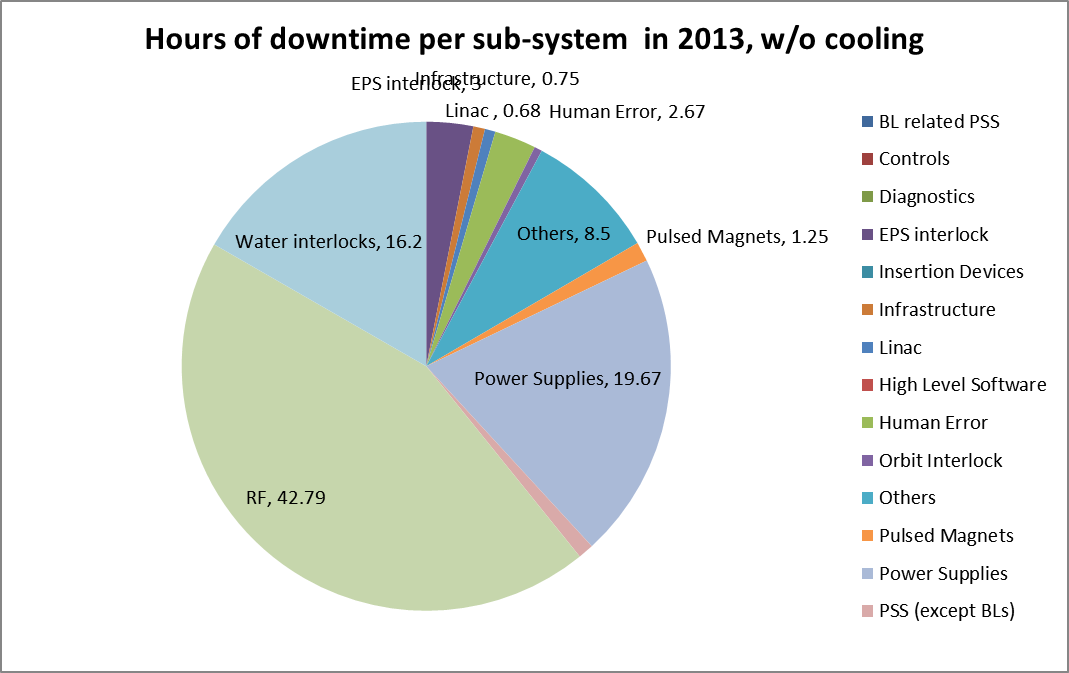 Hours of downtime per sub-system  in 2013, w/o cooling
EPS interlock, 3
Infrastructure, 0.75
Linac , 0.68
Human Error, 2.67
Others, 8.5
Pulsed Magnets, 1.25
Power Supplies, 19.67
RF, 42.79
Water interlocks, 16.2
BL related PSS
Controls
Diagnostics
EPS interlock
Insertion Devices
Infrastructure
Linac
High Level Software
Human Error
Orbit Interlock
Others
Pulsed Magnets
Power Supplies
PSS (except BLs)